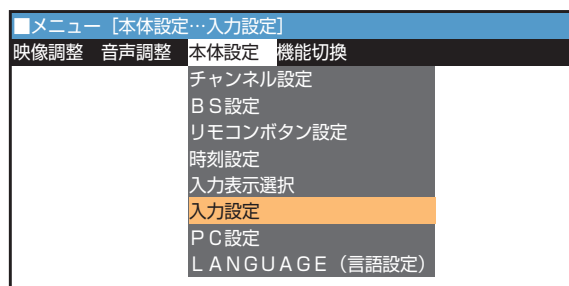 ■メニュー [本体設定…入力設定]
映像調整 音声調整 本体設定 機能切換
チャンネル設定
ＢＳ設定
リモコンボタン設定
時刻設定
入力表示選択
入力設定
ＰＣ設定
ＬＡＮＧＵＡＧＥ（言語設定）